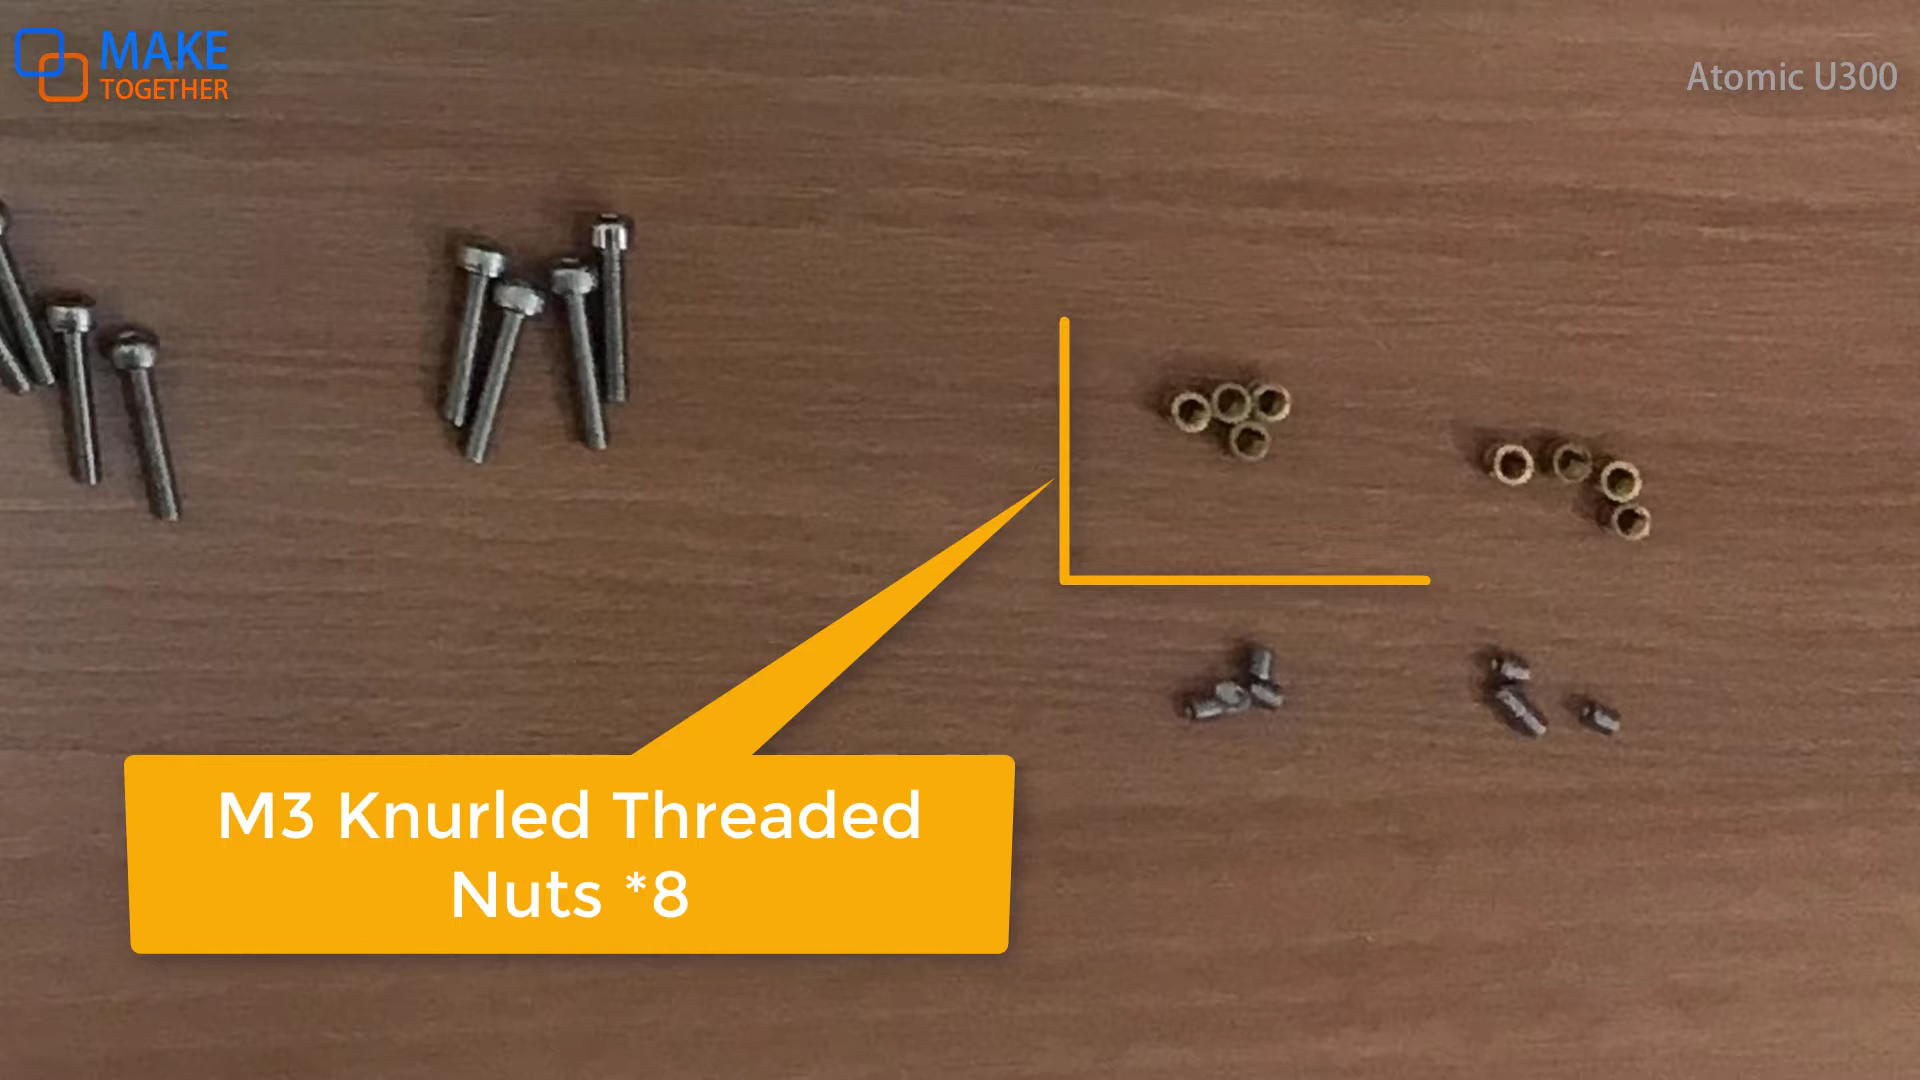 MAKE
TOGETHER
Atomic U300
M3 Knurled Threaded
Nuts *8